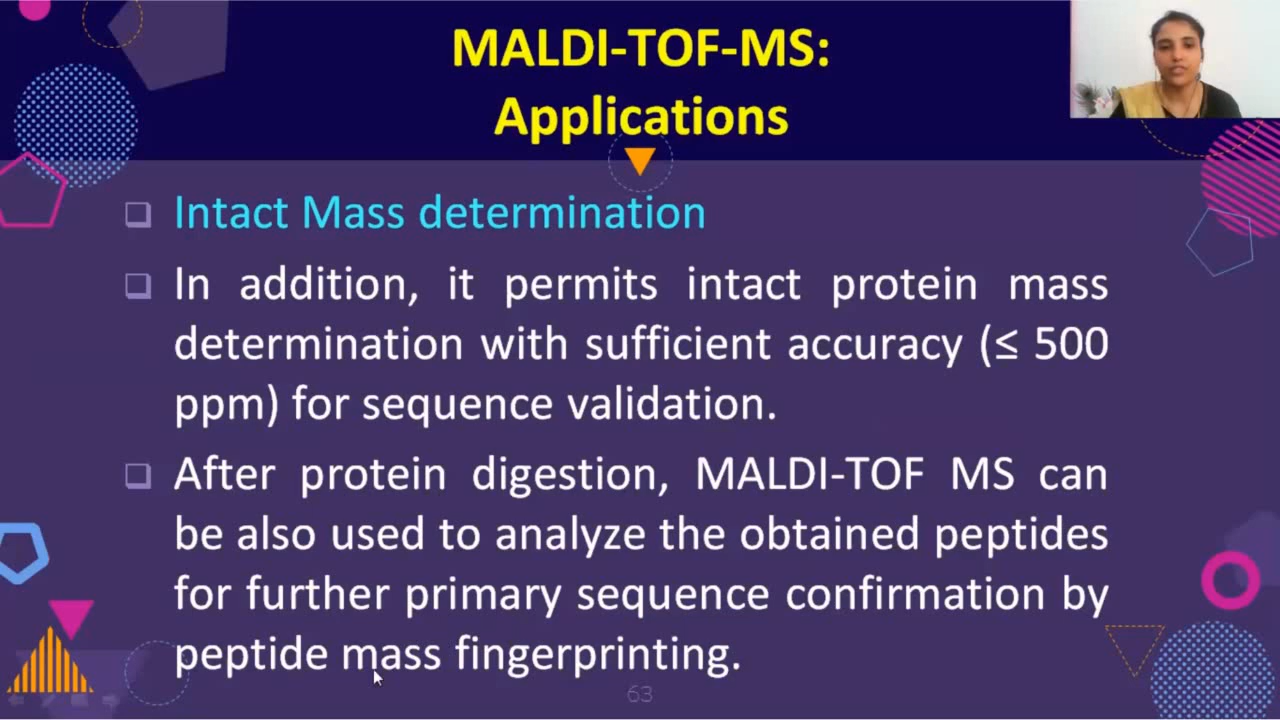 MALDI-TOF-MS:
Applications
Intact Mass determination
In addition, it permits intact protein mass
determination with sufficient accuracy (≤ 500
ppm) for sequence validation.
After protein digestion, MALDI-TOF MS can
be also used to analyze the obtained peptides
for further primary sequence confirmation by
peptide mass fingerprinting.
63